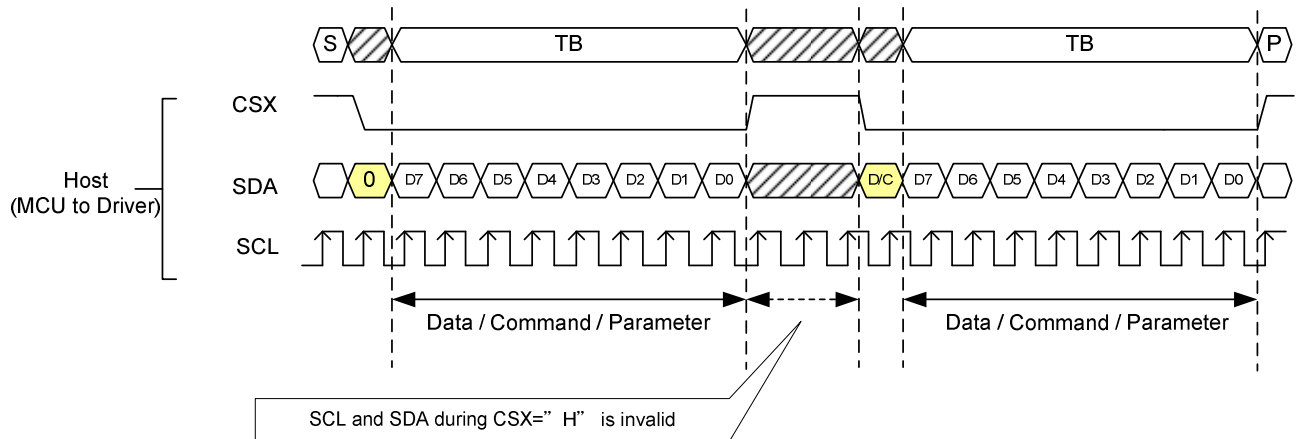 S TB TB P
CSX
Host
(MCU to Driver)
SDA 0 D7 D6 D5 D4 D3 D2 D1 D0 D/C D7 D6 D5 D4 D3 D2 D1 D0
SCL
Data / Command / Parameter Data / Command / Parameter
SCL and SDA during CSX=” H” is invalid